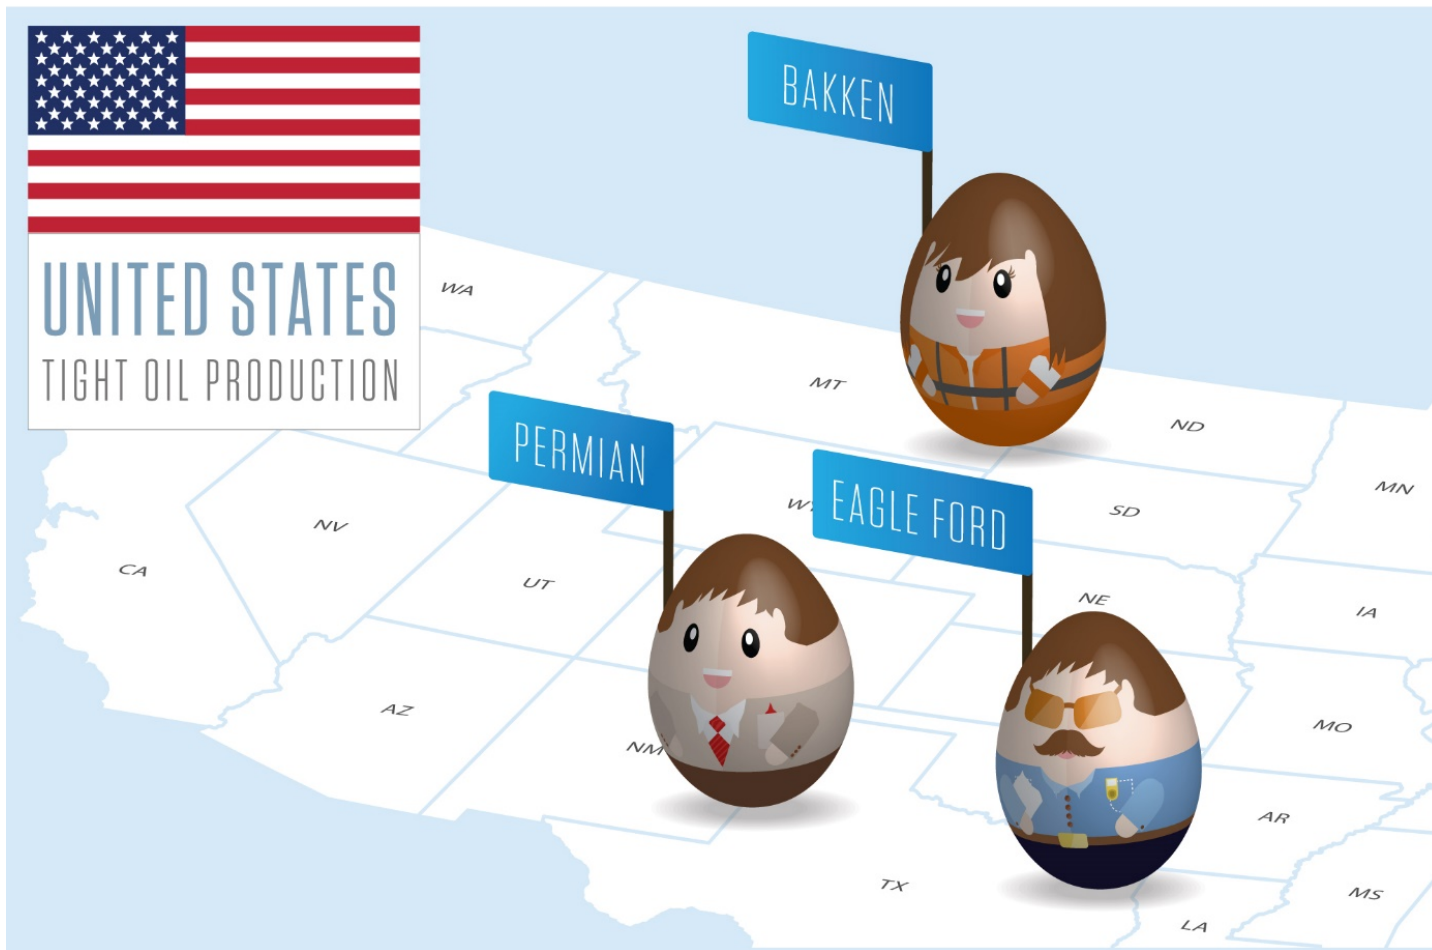 BAKKEN
UNITED STATES
TIGHT OIL PRODUCTION
WA
MT
ND
PERMIAN
EAGLE FORD
MN
WY
SD
NV
CA
UT
NE
IA
AZ
NM
MO
AR
TX
MS
LA